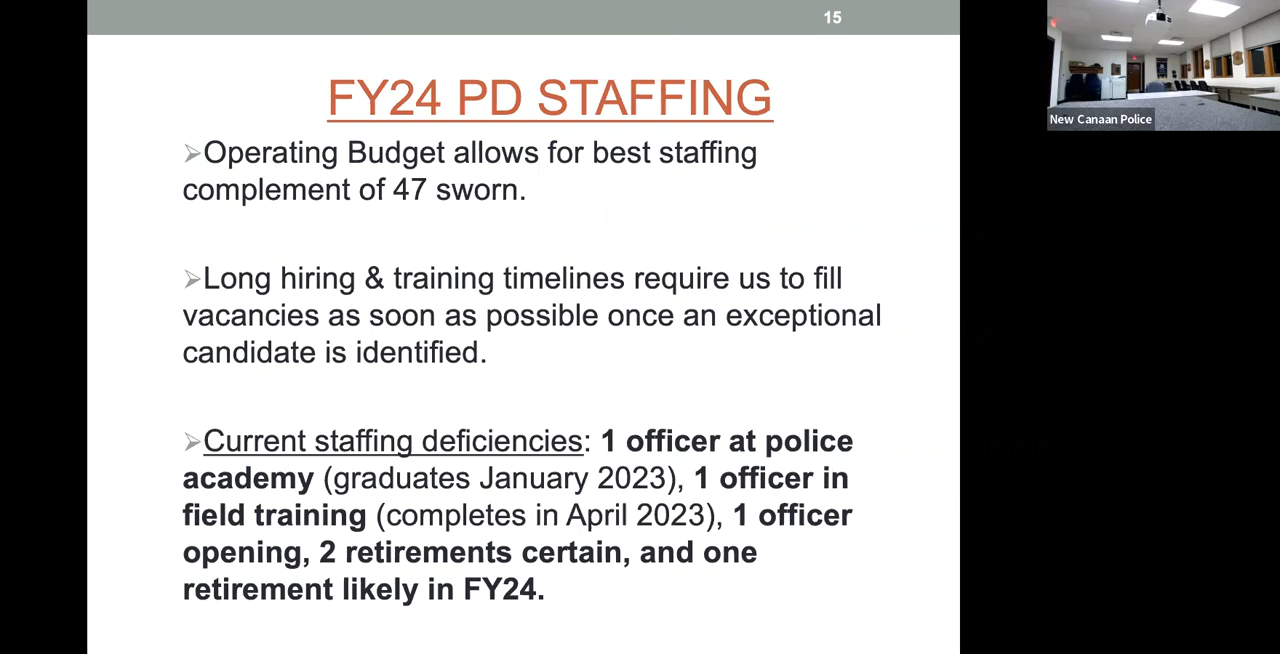 15
New Canaan Police
FY24 PD STAFFING
➢Operating Budget allows for best staffing
complement of 47 sworn.
➢Long hiring & training timelines require us to fill
vacancies as soon as possible once an exceptional
candidate is identified.
➢Current staffing deficiencies: 1 officer at police
academy (graduates January 2023), 1 officer in
field training (completes in April 2023), 1 officer
opening, 2 retirements certain, and one
retirement likely in FY24.